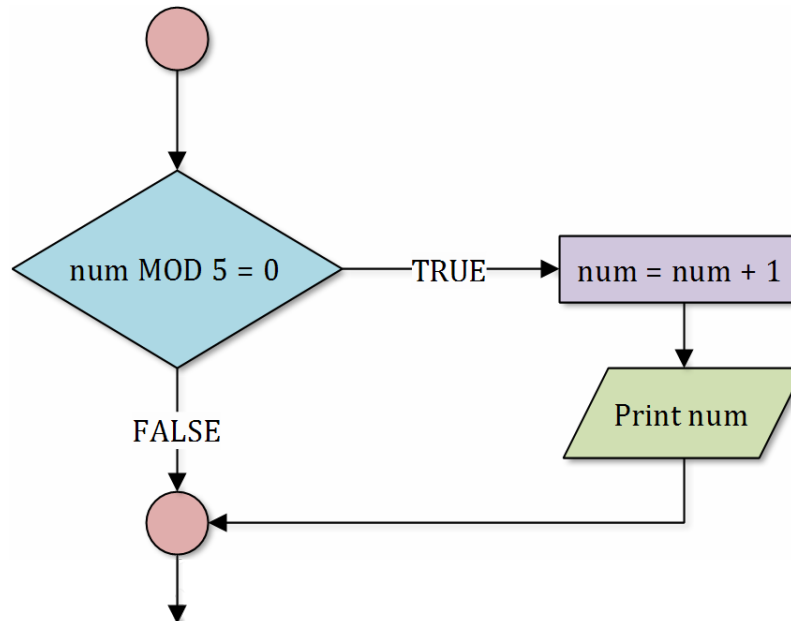 num MOD 5 = 0
TRUE
num = num + 1
FALSE
Print num